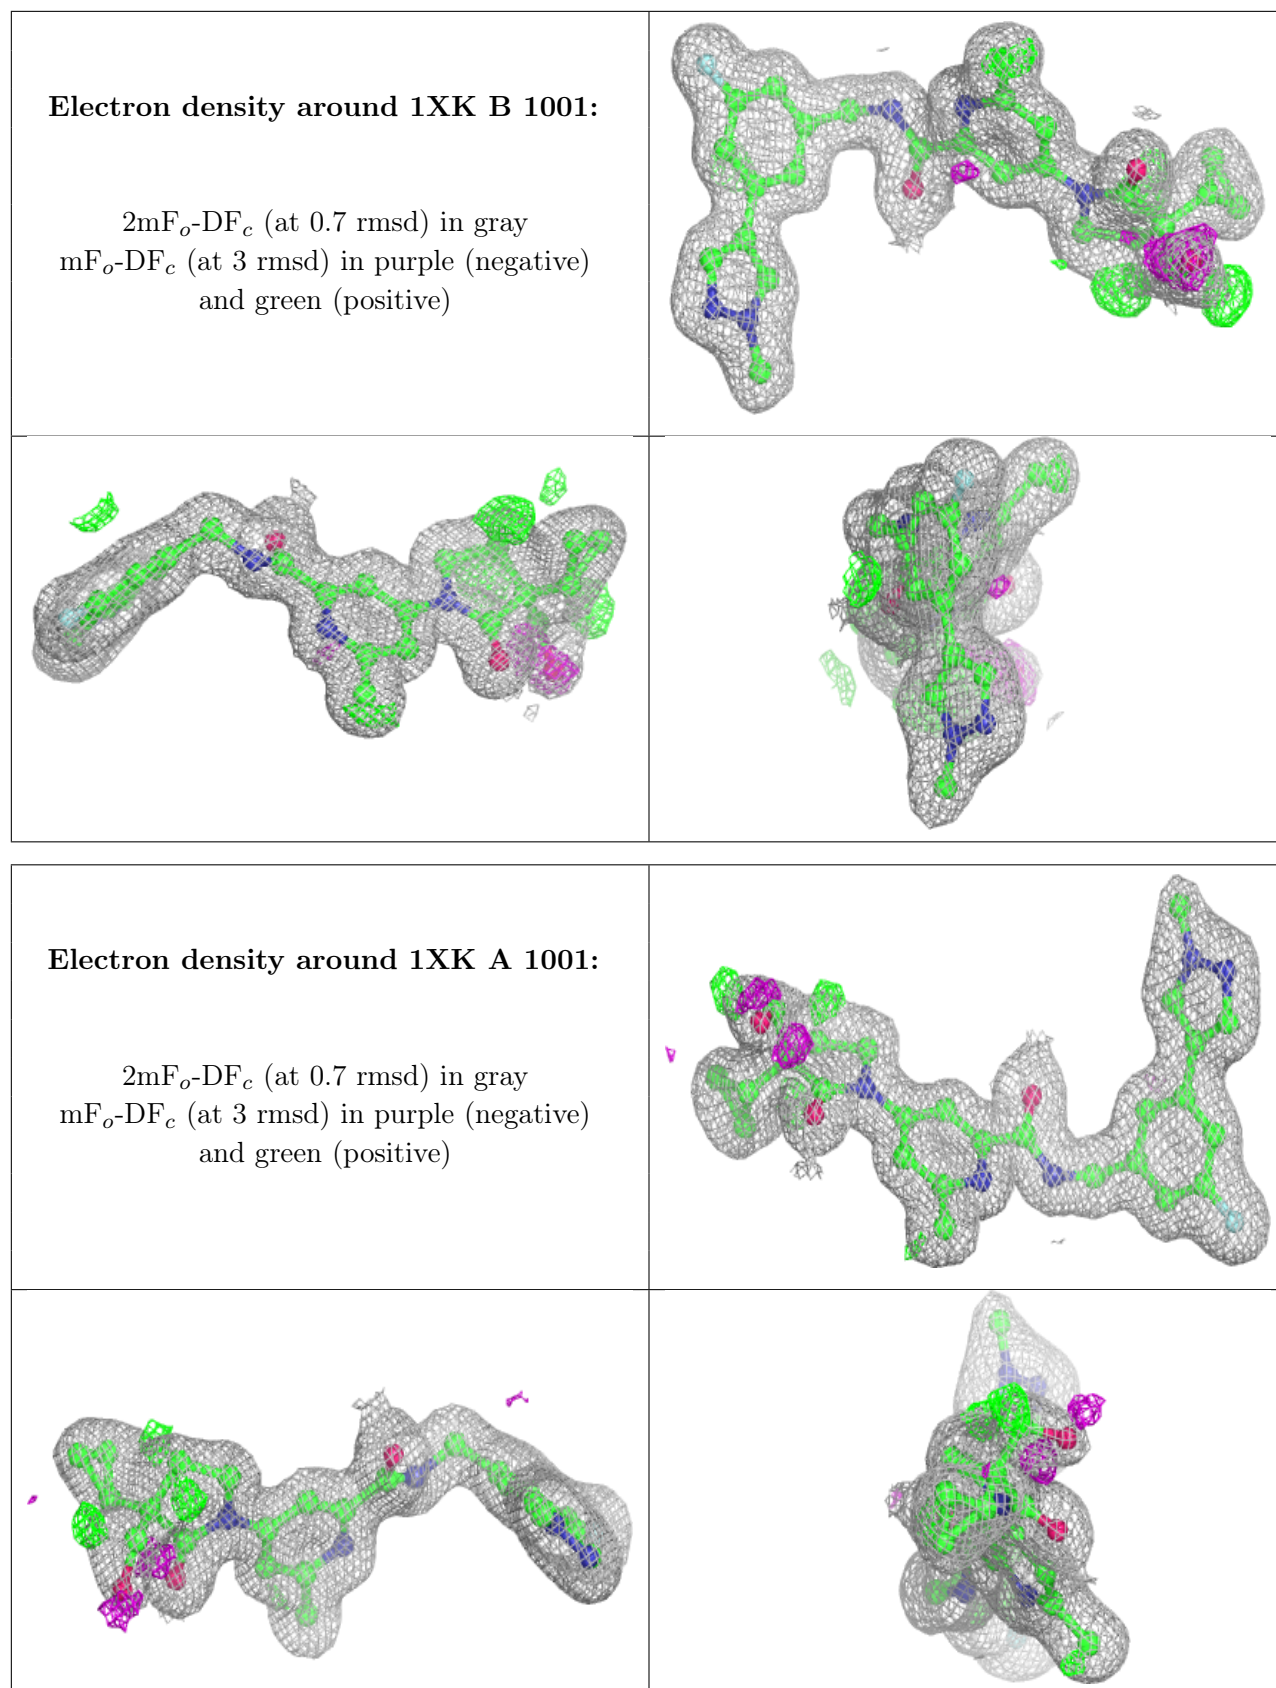 Electron density around 1XK B 1001:
2mFo-DFc (at 0.7 rmsd) in gray
mFo-DFc (at 3 rmsd) in purple (negative)
and green (positive)
Electron density around 1XK A 1001:
2mFo-DFc (at 0.7 rmsd) in gray
mFo-DFc (at 3 rmsd) in purple (negative)
and green (positive)